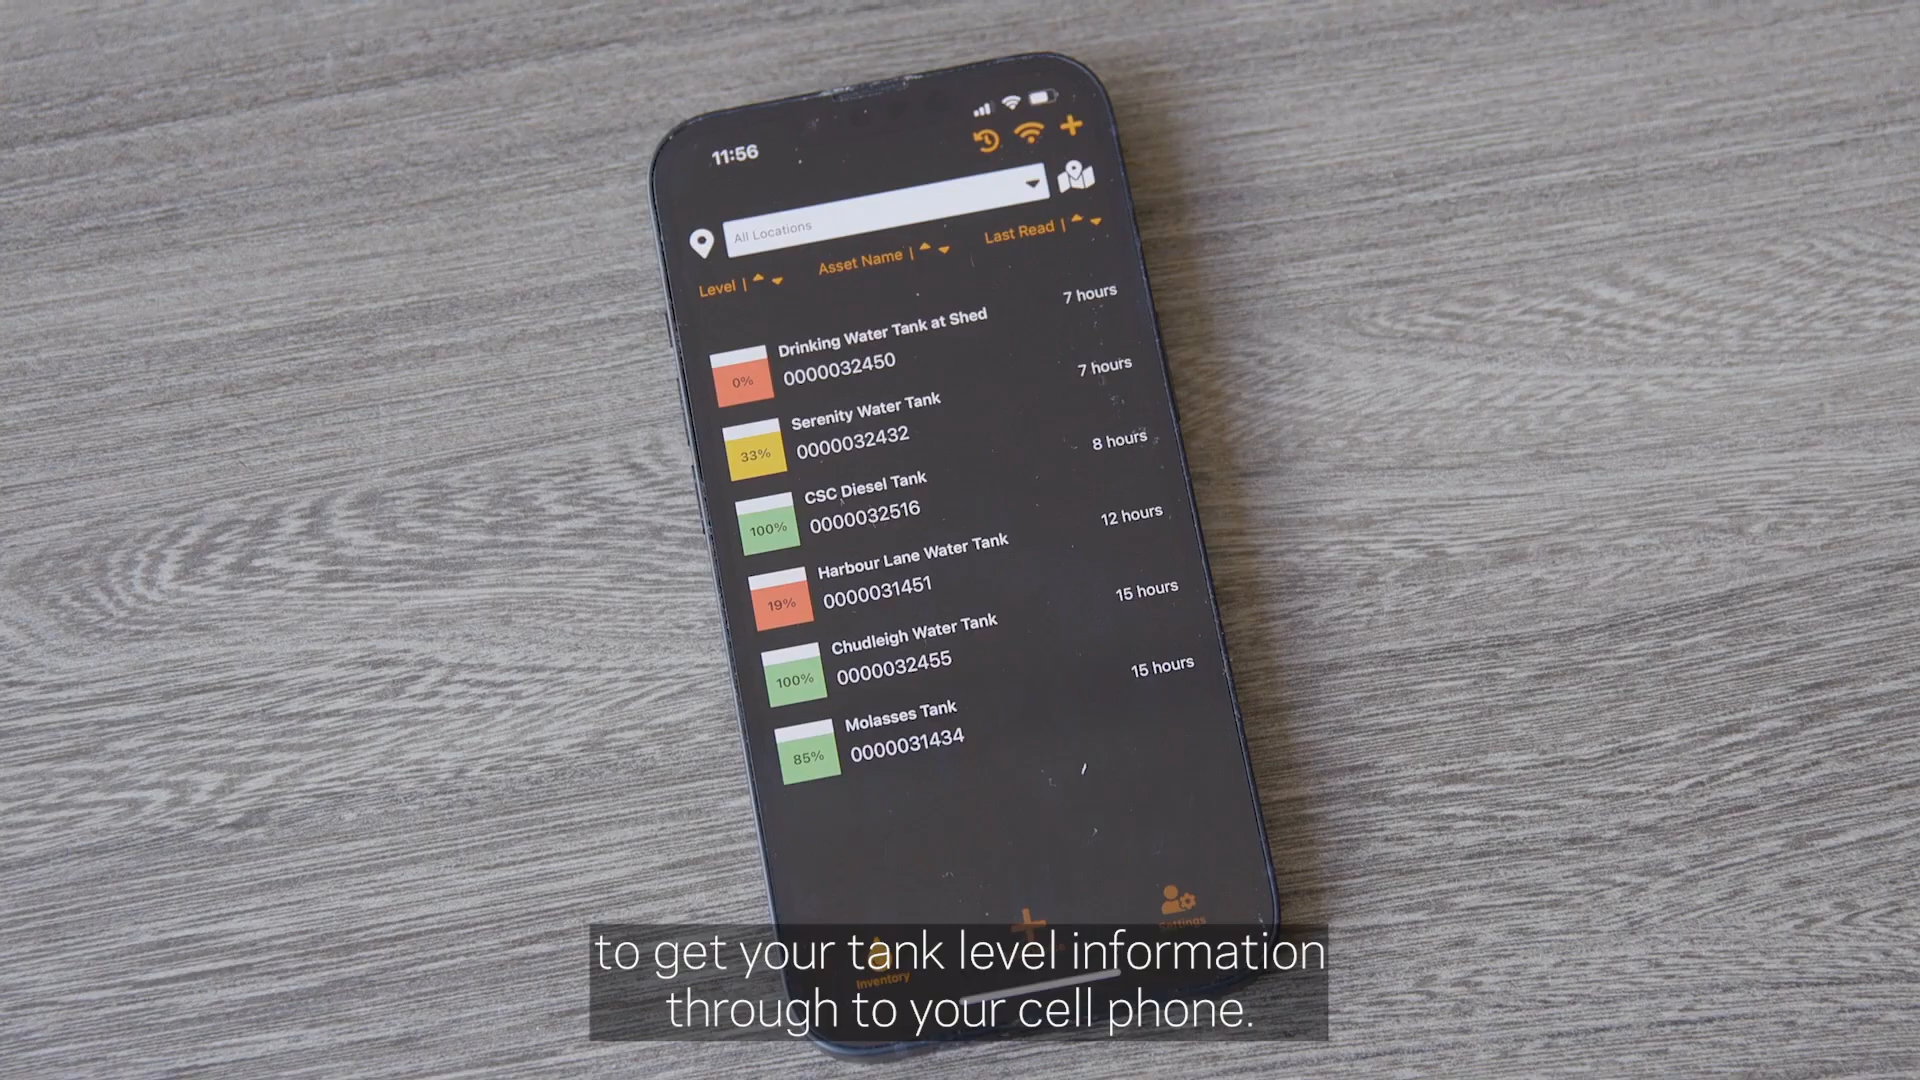 11:56
All Locations
Level |
Asset Name |
Last Read |
Drinking Water Tank at Shed
7 hours
0%
0000032450
Serenity Water Tank
7 hours
33%
0000032432
CSC Diesel Tank
8 hours
100%
0000032516
Harbour Lane Water Tank
12 hours
19%
0000031451
Chudleigh Water Tank
15 hours
100%
0000032455
Molasses Tank
15 hours
85%
0000031434
Inventory
Settings
to get your tank level information
through to your cell phone.